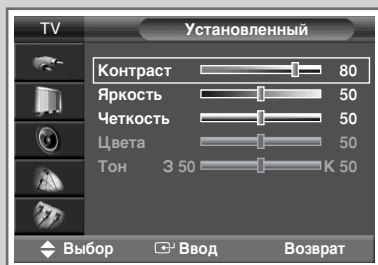 TV Установленный
Контраст 80
Яркость 50
Четкость 50
Цвета 50
Тон З 50 К 50
Выбор Ввод Возврат